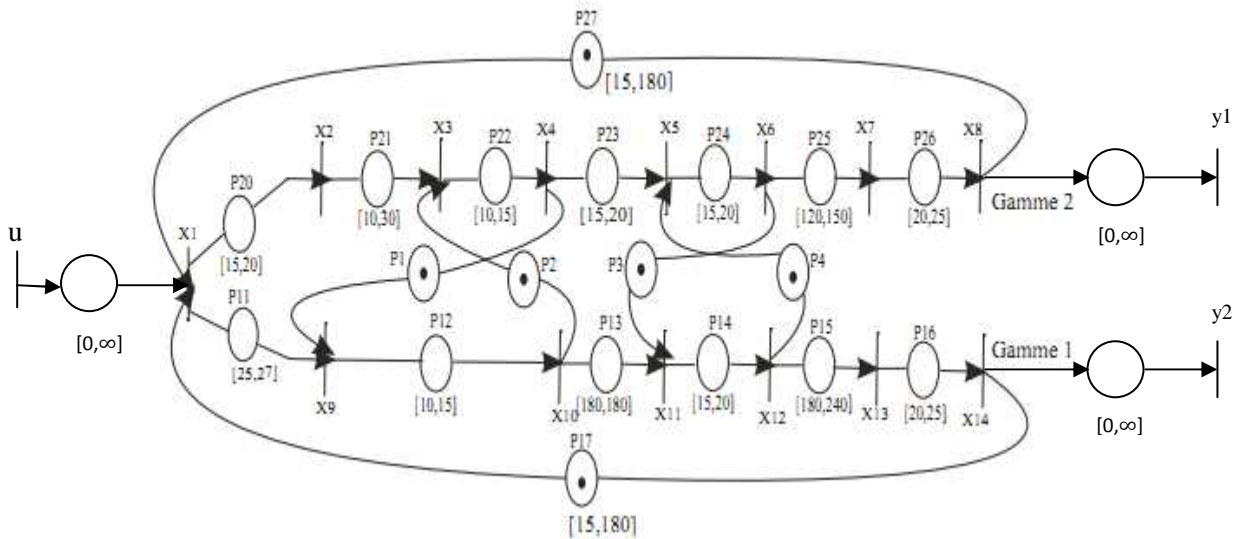 P27
[15,180]
y1
X2
P21
X3
P22
X4
P23
X5
P24
X6
P25
X7
P26
X8
P20
[10,30]
[10,15]
[15,20]
[15,20]
[120,150]
[20,25]
Gamme 2
[0,∞]
u
X1
[15,20]
P1
P2
P3
P4
[0,∞]
P11
[25,27]
y2
P12
P13
P14
P15
P16
Gamme 1
X9
[10,15]
X10
[180,180]
X11
[15,20]
X12
[180,240]
X13
[20,25]
X14
[0,∞]
P17
[15,180]